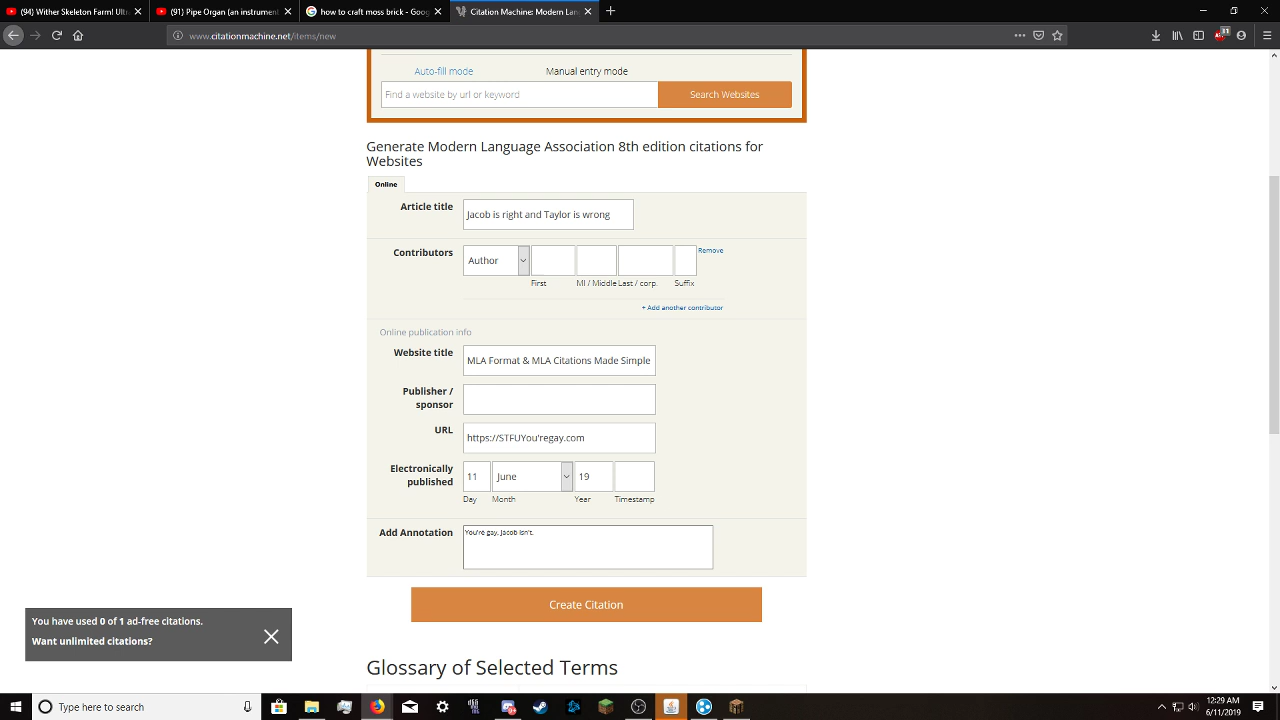 (94) Wither Skeleton Farm! Ultr
(91) Pipe Organ (an instrument
how to craft moss brick - Goog
Citation Machine: Modern Lan
www.citationmachine.net/items/new
11
Auto-fill mode
Manual entry mode
Find a website by url or keyword
Search Websites
Generate Modern Language Association 8th edition citations for
Websites
Online
Article title
Jacob is right and Taylor is wrong
Contributors
Author
Remove
First
MI / Middle
Last / corp.
Suffix
+ Add another contributor
Online publication info
Website title
MLA Format & MLA Citations Made Simple
Publisher /
sponsor
URL
https://STFUYou'regay.com
Electronically
published
11
June
19
Day
Month
Year
Timestamp
Add Annotation
You're gay. Jacob isn't.
Create Citation
You have used 0 of 1 ad-free citations.
Want unlimited citations?
Glossary of Selected Terms
Type here to search
12:29 AM
6/11/2019